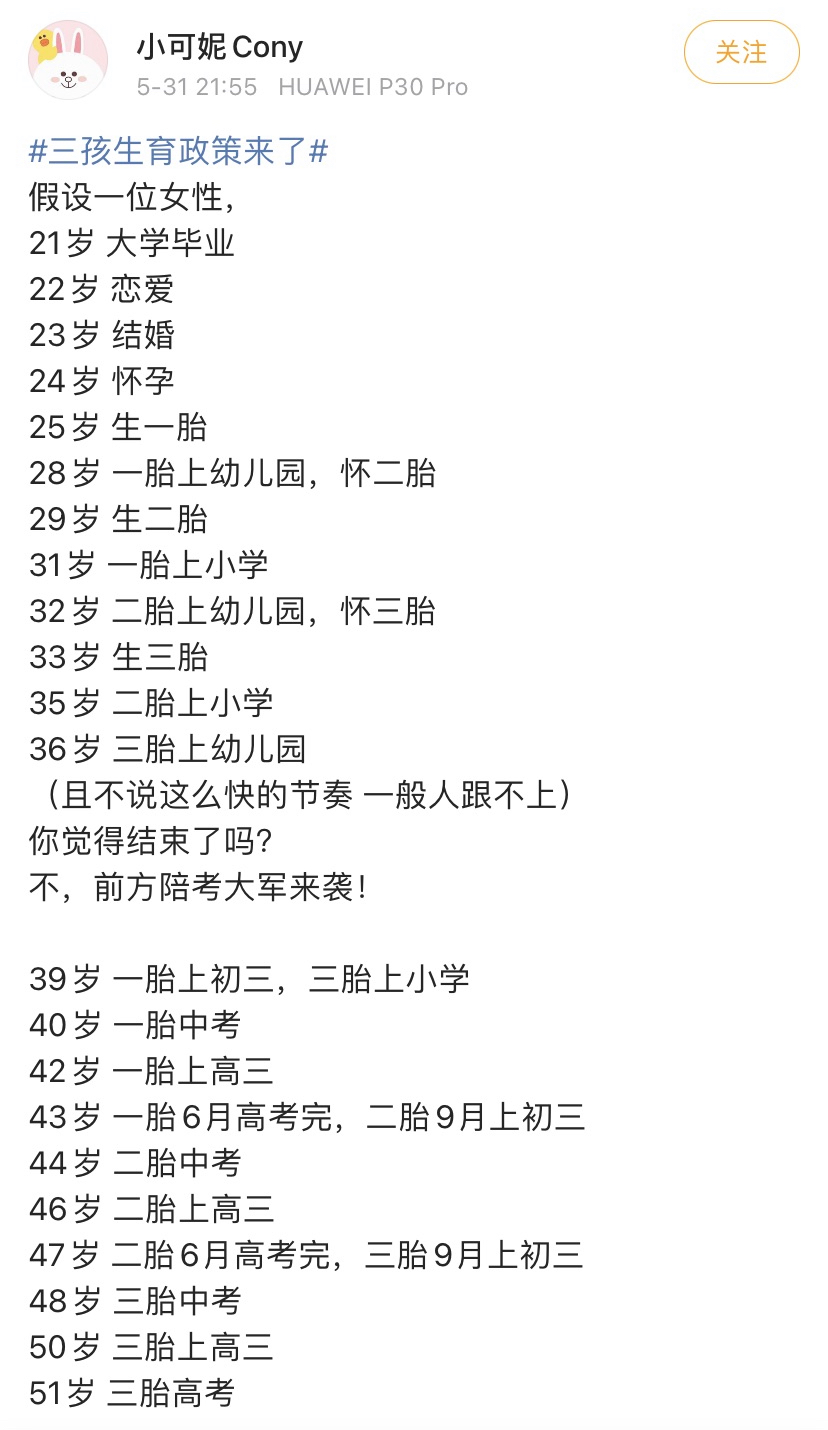 小可妮Cony
关注
5-31 21:55 HUAWEI P30 Pro
#三孩生育政策来了#
假设一位女性，
21岁 大学毕业
22岁 恋爱
23岁 结婚
24岁 怀孕
25岁 生一胎
28岁 一胎上幼儿园，怀二胎
29岁 生二胎
31岁 一胎上小学
32岁 二胎上幼儿园，怀三胎
33岁 生三胎
35岁 二胎上小学
36岁 三胎上幼儿园
（且不说这么快的节奏 一般人跟不上）
你觉得结束了吗？
不，前方陪考大军来袭！
39岁 一胎上初三，三胎上小学
40岁 一胎中考
42岁 一胎上高三
43岁 一胎6月高考完，二胎9月上初三
44岁 二胎中考
46岁 二胎上高三
47岁 二胎6月高考完，三胎9月上初三
48岁 三胎中考
50岁 三胎上高三
51岁 三胎高考